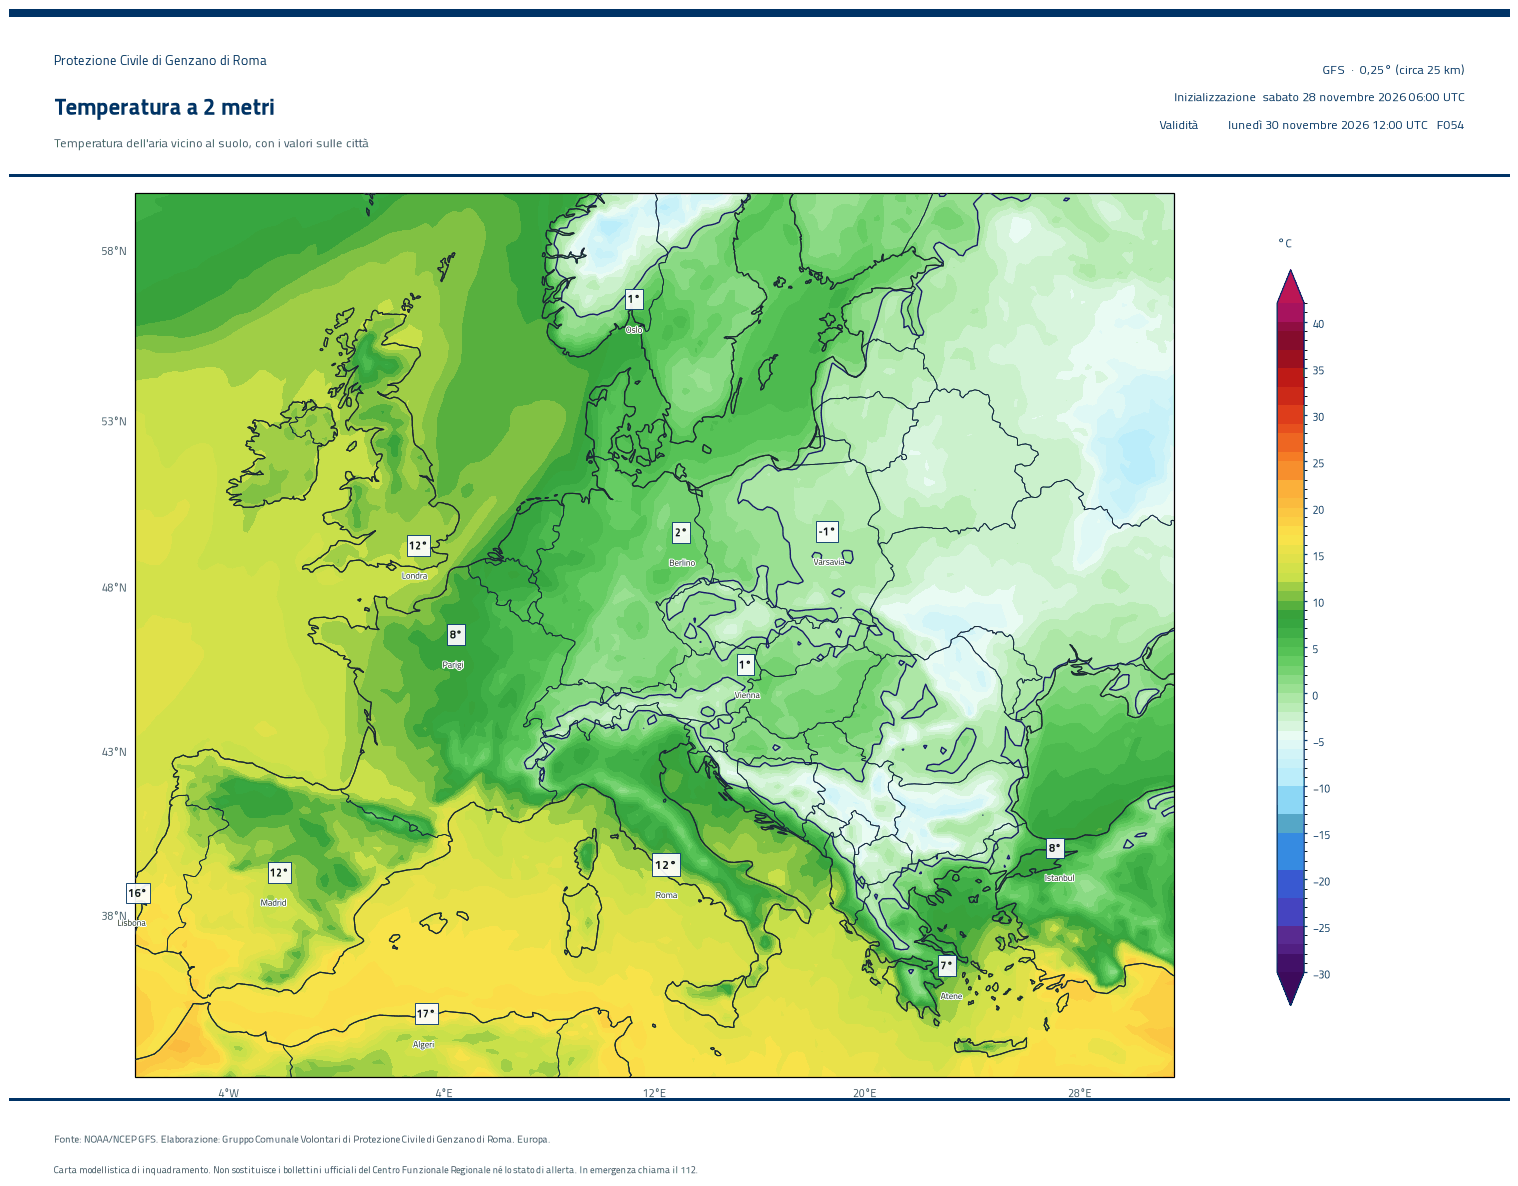 Protezione Civile di Genzano di Roma
Temperatura a 2 metri
Temperatura dell'aria vicino al suolo, con i valori sulle città
GFS · 0,25° (circa 25 km)
Inizializzazione sabato 28 novembre 2026 06:00 UTC
Validità lunedì 30 novembre 2026 12:00 UTC F054
58°N
53°N
48°N
43°N
38°N
4°W
4°E
12°E
20°E
28°E
1°
Oslo
12°
Londra
2°
Berlino
-1°
Varsavia
8°
Parigi
1°
Vienna
12°
Madrid
16°
Lisbona
12°
Roma
8°
Istanbul
7°
Atene
17°
Algeri
°C
40
35
30
25
20
15
10
5
0
−5
−10
−15
−20
−25
−30
Fonte: NOAA/NCEP GFS. Elaborazione: Gruppo Comunale Volontari di Protezione Civile di Genzano di Roma. Europa.
Carta modellistica di inquadramento. Non sostituisce i bollettini ufficiali del Centro Funzionale Regionale né lo stato di allerta. In emergenza chiama il 112.